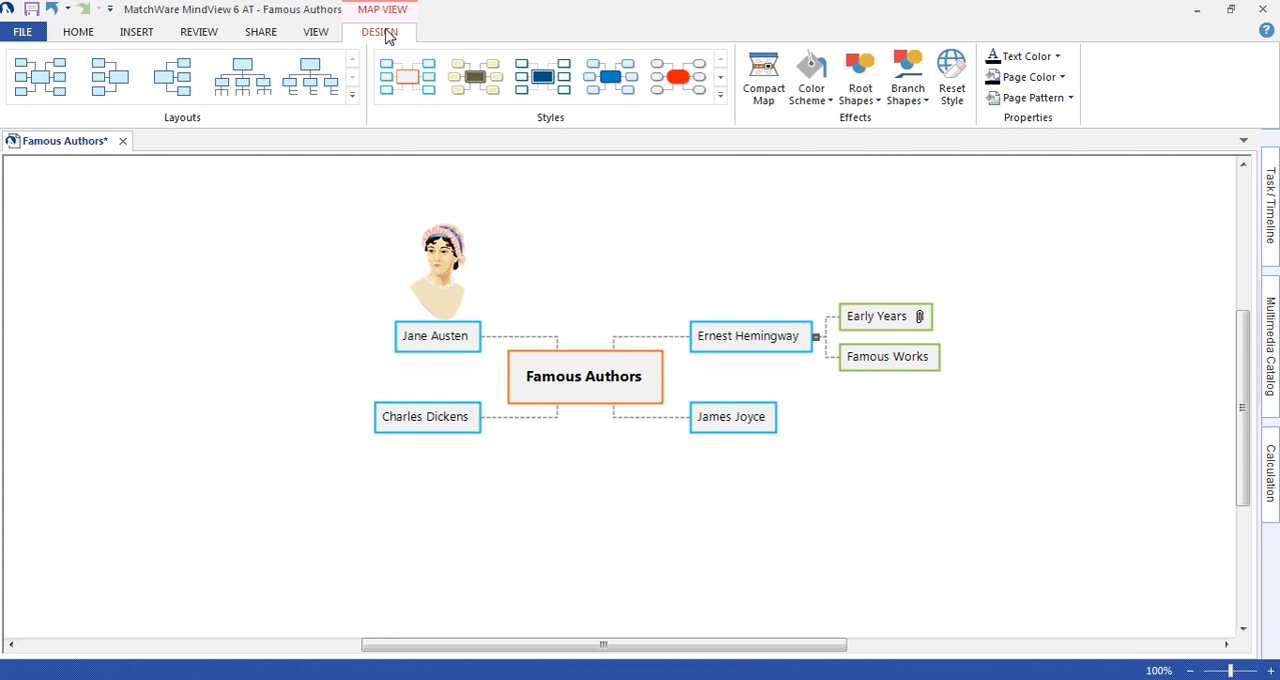 MatchWare MindView 6 AT - Famous Authors
MAP VIEW
FILE
HOME
INSERT
REVIEW
SHARE
VIEW
DESIGN
Compact Map
Color Scheme
Root Shapes
Branch Shapes
Reset Style
Text Color
Page Color
Page Pattern
Layouts
Styles
Effects
Properties
Famous Authors*
Task/Timeline
Multimedia Catalog
Calculation
Jane Austen
Ernest Hemingway
Early Years
Famous Works
Famous Authors
Charles Dickens
James Joyce
100%